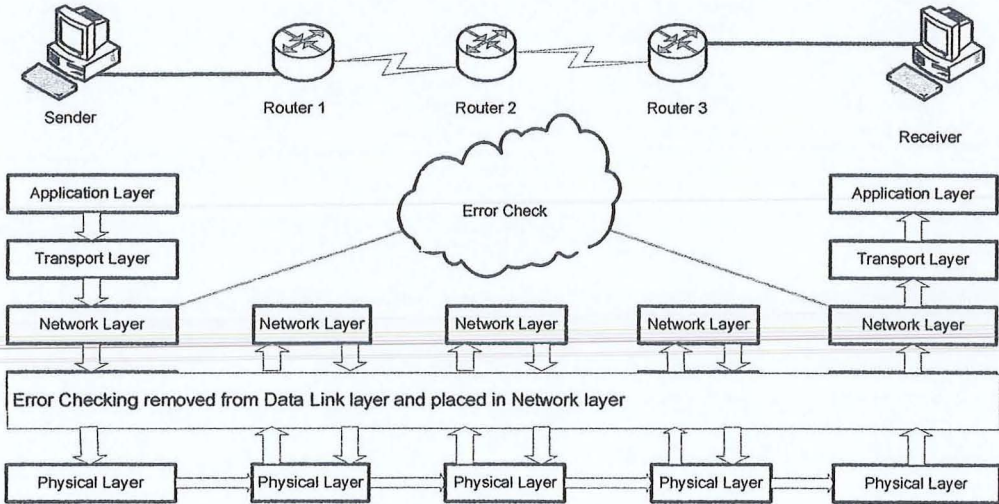 Sender
Router 1
Router 2
Router 3
Receiver
Error Check
Application Layer
Application Layer
Transport Layer
Transport Layer
Network Layer
Network Layer
Network Layer
Network Layer
Network Layer
Error Checking removed from Data Link layer and placed in Network layer
Physical Layer
Physical Layer
Physical Layer
Physical Layer
Physical Layer